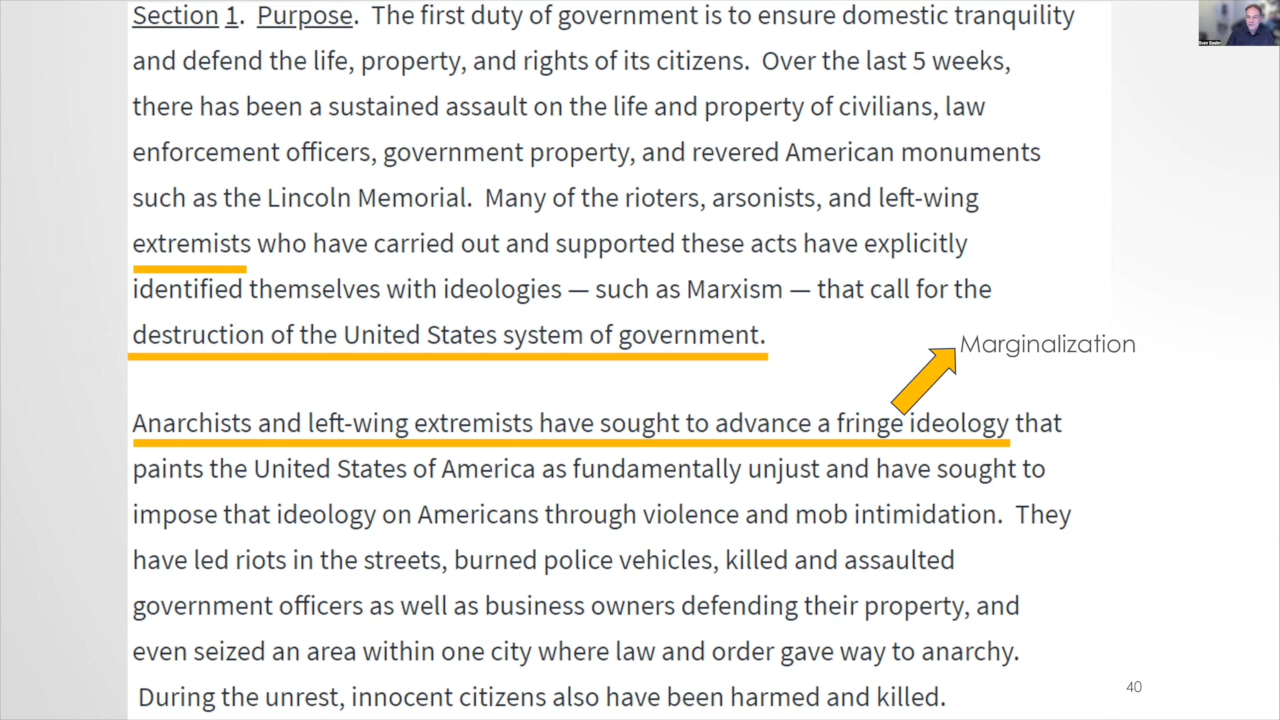 Section 1. Purpose. The first duty of government is to ensure domestic tranquility
and defend the life, property, and rights of its citizens. Over the last 5 weeks,
there has been a sustained assault on the life and property of civilians, law
enforcement officers, government property, and revered American monuments
such as the Lincoln Memorial. Many of the rioters, arsonists, and left-wing
extremists who have carried out and supported these acts have explicitly
identified themselves with ideologies — such as Marxism — that call for the
destruction of the United States system of government.
Marginalization
Anarchists and left-wing extremists have sought to advance a fringe ideology that
paints the United States of America as fundamentally unjust and have sought to
impose that ideology on Americans through violence and mob intimidation. They
have led riots in the streets, burned police vehicles, killed and assaulted
government officers as well as business owners defending their property, and
even seized an area within one city where law and order gave way to anarchy.
During the unrest, innocent citizens also have been harmed and killed.
40